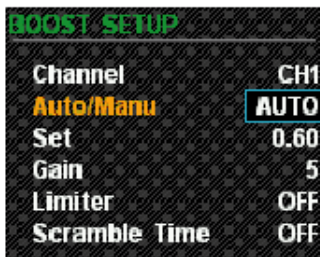 BOOST SETUP
Channel CH1
Auto/Manu AUTO
Set 0.60
Gain 5
Limiter OFF
Scramble Time OFF